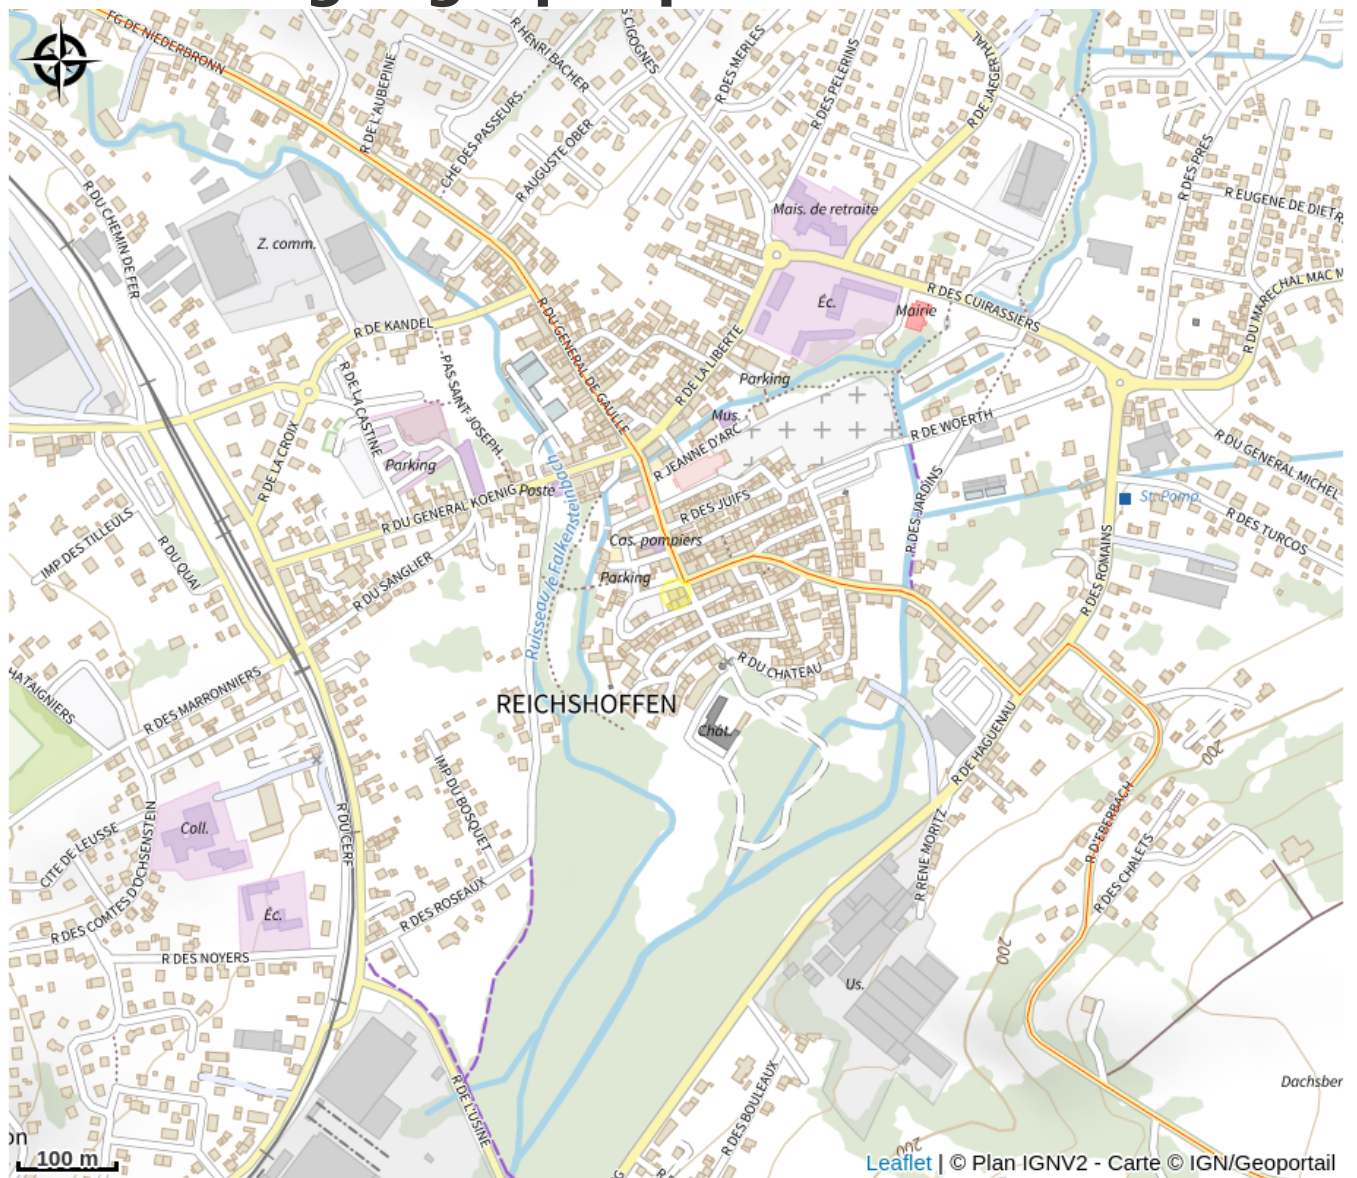 FG DE NIEDERBRONN
R HENRI BACHER
S CIGOGNES
R DES MERLES
R DES PELERINS
R DE JAEGERTHAL
R DE L'AUBEPINE
CHE DES PASSEURS
R AUGUSTE OBER
R DES PRES
R EUGENE DE DIETR
R DU CHEMIN DE FER
Z. comm.
Mais. de retraite
Éc.
Mairie
R DES CUIRASSIERS
R DU MARECHAL MAC M
R DE KANDEL
R DU GENERAL DE GAULLE
R DE LA LIBERTE
PAS SAINT-JOSEPH
R DE LA CASTINE
Parking
Mus.
R JEANNE D'ARC
R DE WOERTH
R DE LA CROIX
Parking
R DU GENERAL KOENIG
Poste
R DES JUIFS
R DU GENERAL MICHEL
St. Pomp.
R DES TURCOS
IMP DES TILLEULS
R DU QUAI
R DU SANGLIER
Ruisseau le Falkensteinbach
Cas. pompiers
Parking
R DES JARDINS
R DES ROMAINS
R DU CHATEAU
HATAIGNIERS
R DES MARRONNIERS
REICHSHOFFEN
Chât.
R DE HAGUENAU
IMP DU BOSQUET
R DU CERF
Coll.
CITE DE LEUSSE
R DES COMTES D'OCHSENSTEIN
R RENE MORITZ
R D'EBERBACH
R DES CHALETS
200
Éc.
R DES ROSEAUX
R DES NOYERS
200
Us.
R DE L'USINE
R DES BOULEAUX
Dachsber
200
on
100 m
Leaflet | © Plan IGNV2 - Carte © IGN/Geoportail